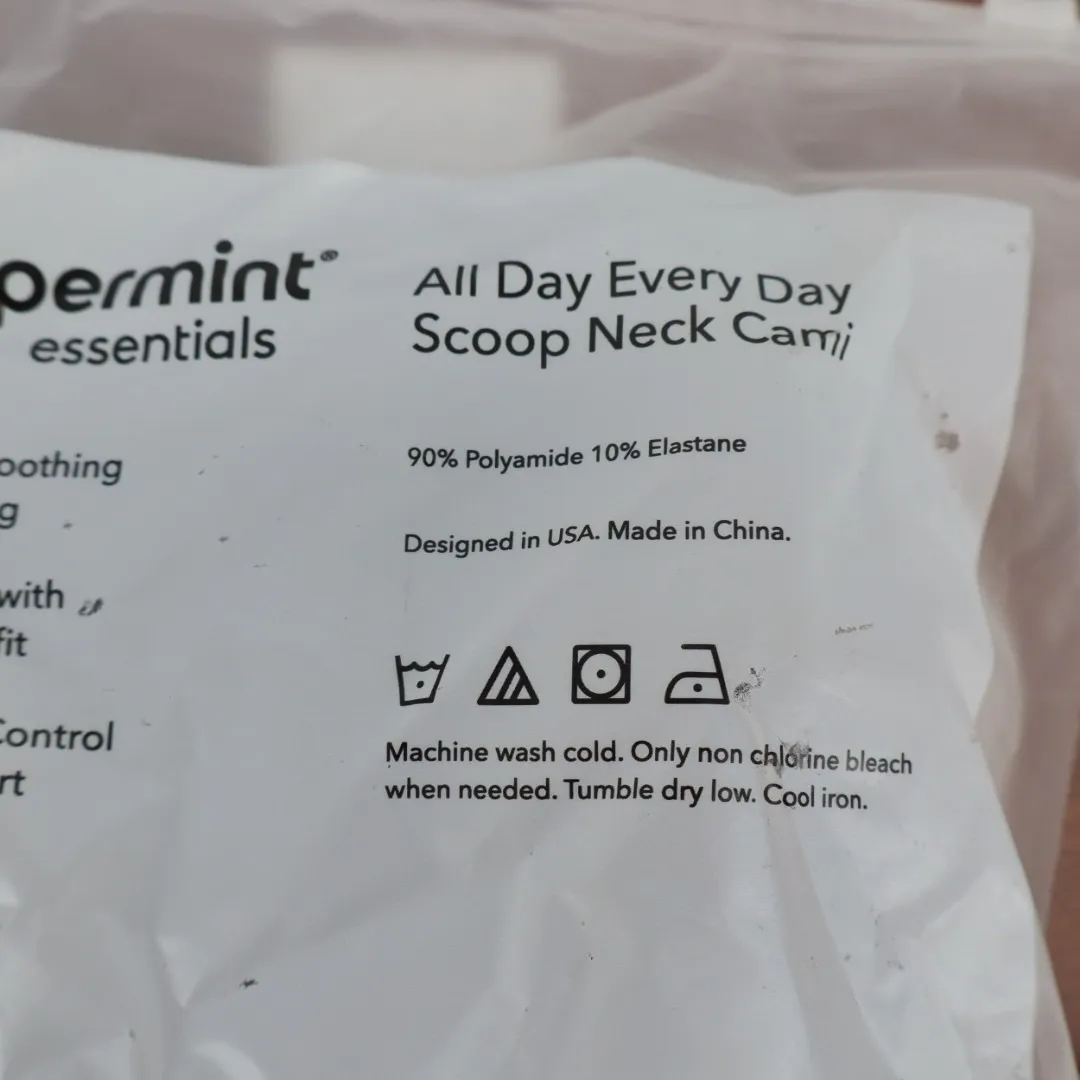 permint®
essentials
oothing
g
with
fit
Control
rt
All Day Every Day
Scoop Neck Cami
90% Polyamide 10% Elastane
Designed in USA. Made in China.
Machine wash cold. Only non chlorine bleach
when needed. Tumble dry low. Cool iron.